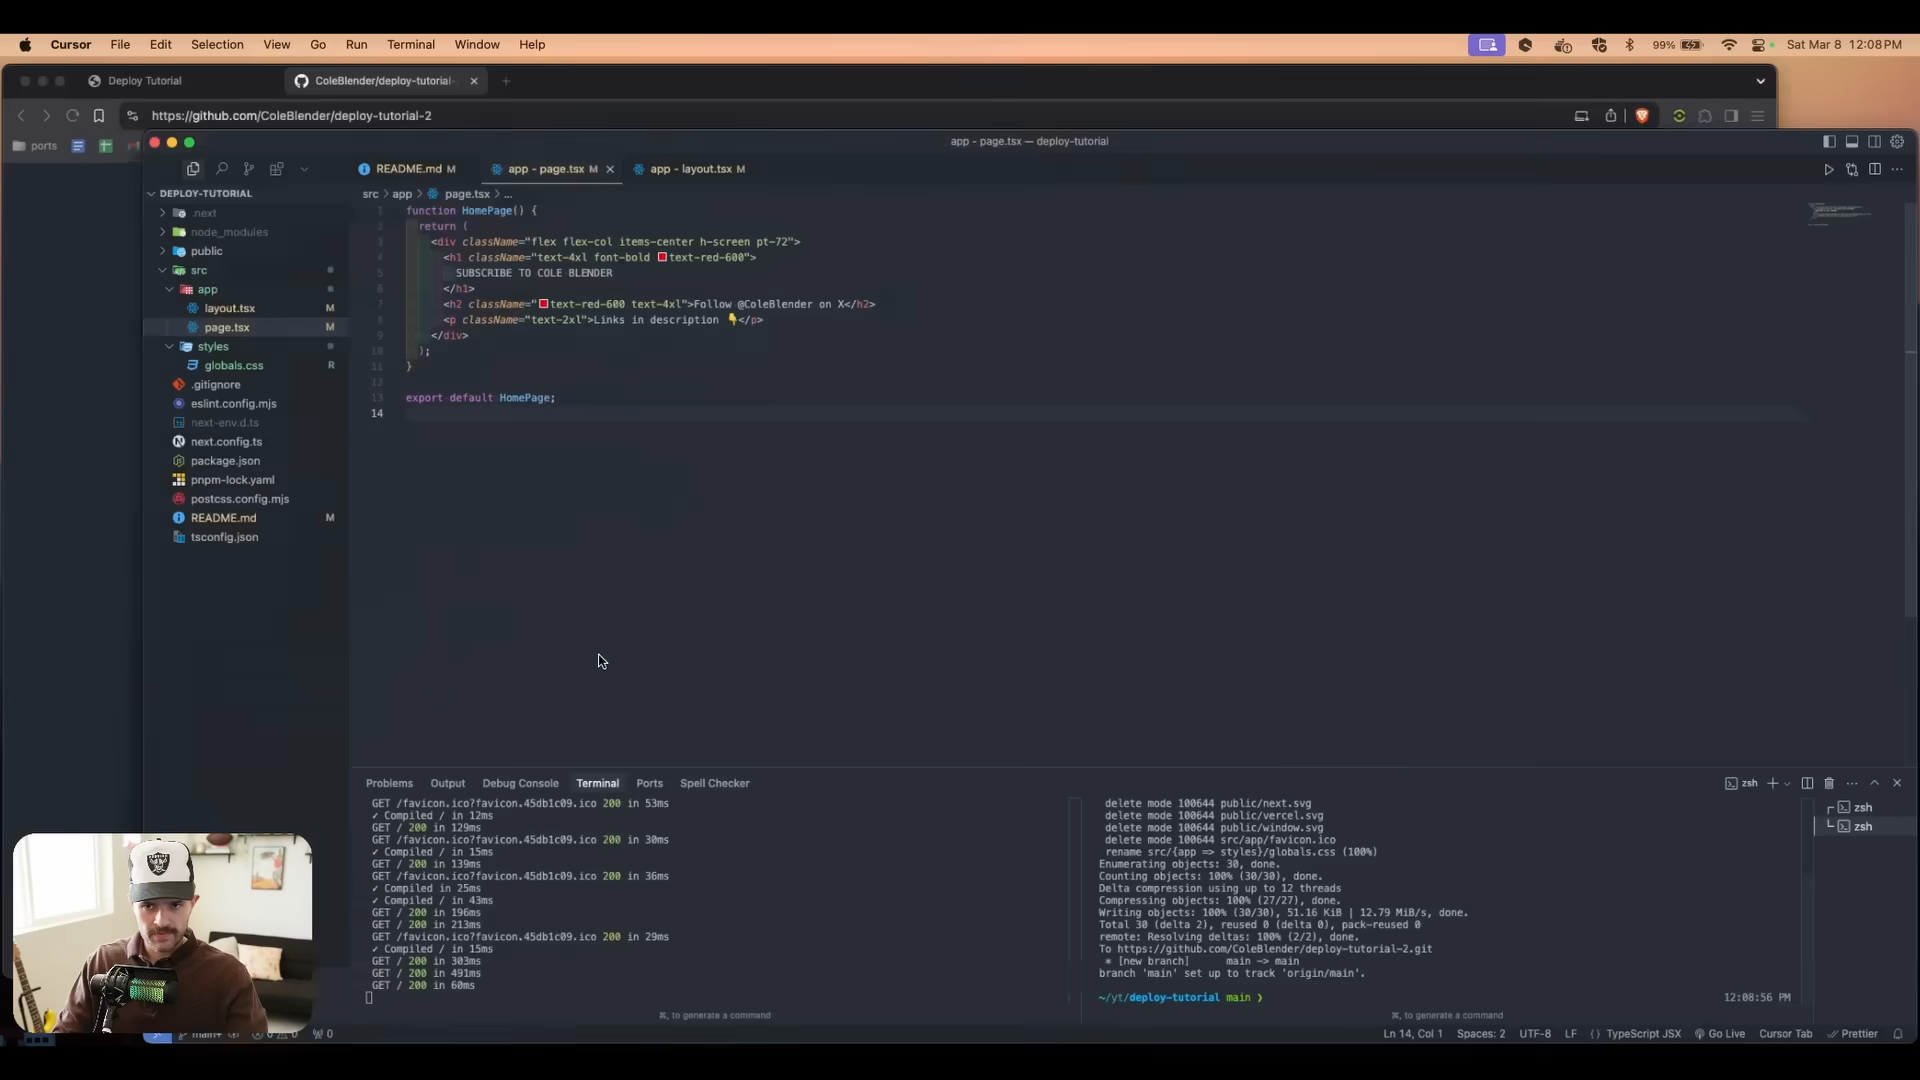 Cursor File Edit Selection View Go Run Terminal Window Help 99% Sat Mar 8 12:08 PM
Deploy Tutorial ColeBlender/deploy-tutorial-
https://github.com/ColeBlender/deploy-tutorial-2
ports
app - page.tsx — deploy-tutorial
README.md M app - page.tsx M app - layout.tsx M
DEPLOY-TUTORIAL
.next
node_modules
public
src
app
layout.tsx M
page.tsx M
styles
globals.css R
.gitignore
eslint.config.mjs
next-env.d.ts
next.config.ts
package.json
pnpm-lock.yaml
postcss.config.mjs
README.md M
tsconfig.json
src > app > page.tsx > ...
1 function HomePage() {
2 return (
3 <div className="flex flex-col items-center h-screen pt-72">
4 <h1 className="text-4xl font-bold text-red-600">
5 SUBSCRIBE TO COLE BLENDER
6 </h1>
7 <h2 className="text-red-600 text-4xl">Follow @ColeBlender on X</h2>
8 <p className="text-2xl">Links in description 👇</p>
9 </div>
10 );
11 }
12
13 export default HomePage;
14
Problems Output Debug Console Terminal Ports Spell Checker zsh
GET /favicon.ico?favicon.45db1c09.ico 200 in 53ms
✓ Compiled / in 12ms
GET / 200 in 129ms
GET /favicon.ico?favicon.45db1c09.ico 200 in 30ms
✓ Compiled / in 15ms
GET / 200 in 139ms
GET /favicon.ico?favicon.45db1c09.ico 200 in 36ms
✓ Compiled in 25ms
✓ Compiled in 43ms
GET / 200 in 196ms
GET / 200 in 213ms
GET /favicon.ico?favicon.45db1c09.ico 200 in 29ms
✓ Compiled / in 15ms
GET / 200 in 303ms
GET / 200 in 491ms
GET / 200 in 60ms
⌘, to generate a command
delete mode 100644 public/next.svg
delete mode 100644 public/vercel.svg
delete mode 100644 public/window.svg
delete mode 100644 src/app/favicon.ico
rename src/{app => styles}/globals.css (100%)
Enumerating objects: 30, done.
Counting objects: 100% (30/30), done.
Delta compression using up to 12 threads
Compressing objects: 100% (27/27), done.
Writing objects: 100% (30/30), 51.16 KiB | 12.79 MiB/s, done.
Total 30 (delta 2), reused 0 (delta 0), pack-reused 0
remote: Resolving deltas: 100% (2/2), done.
To https://github.com/ColeBlender/deploy-tutorial-2.git
* [new branch] main -> main
branch 'main' set up to track 'origin/main'.
~/yt/deploy-tutorial main ❯ 12:08:56 PM
⌘, to generate a command
zsh
zsh
main+ 0 Ln 14, Col 1 Spaces: 2 UTF-8 LF {} TypeScript JSX Go Live Cursor Tab Prettier